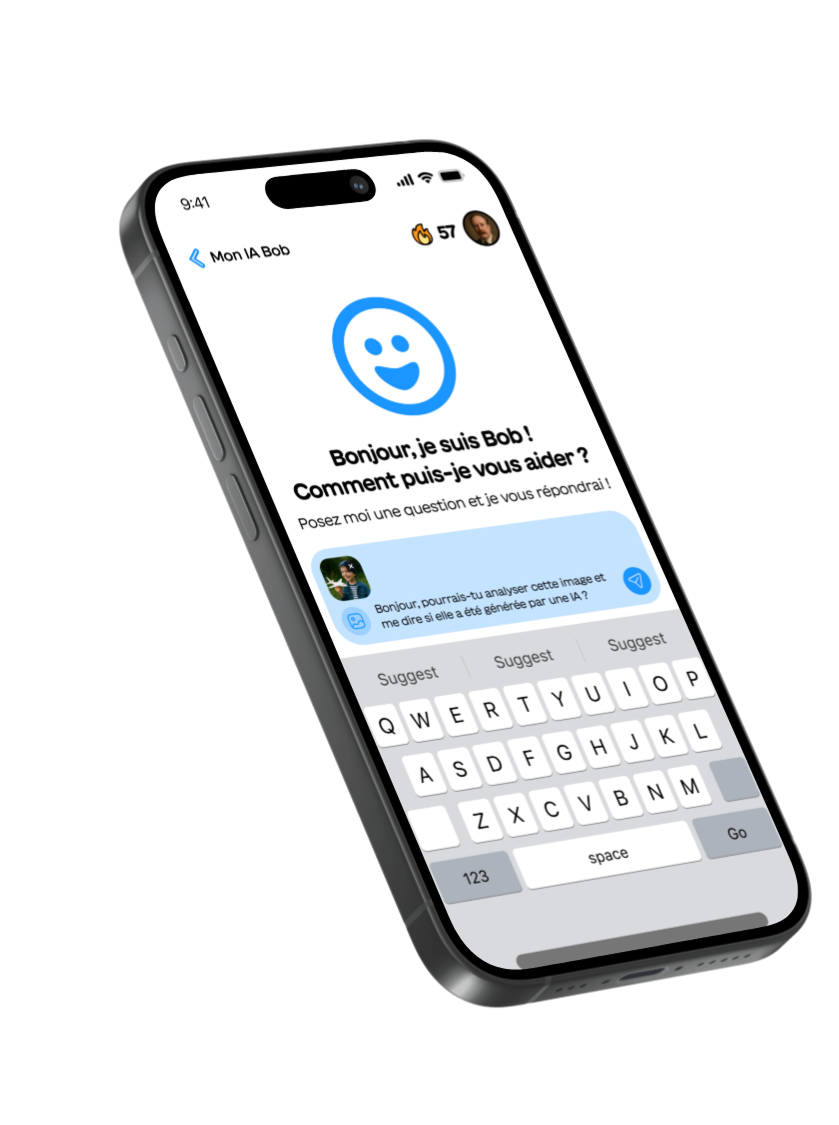 9:41
Mon IA Bob
57
Bonjour, je suis Bob !
Comment puis-je vous aider ?
Posez moi une question et je vous répondrai !
Bonjour, pourrais-tu analyser cette image et
me dire si elle a été générée par une IA ?
Suggest Suggest Suggest
Q W E R T Y U I O P
A S D F G H J K L
Z X C V B N M
123 space Go